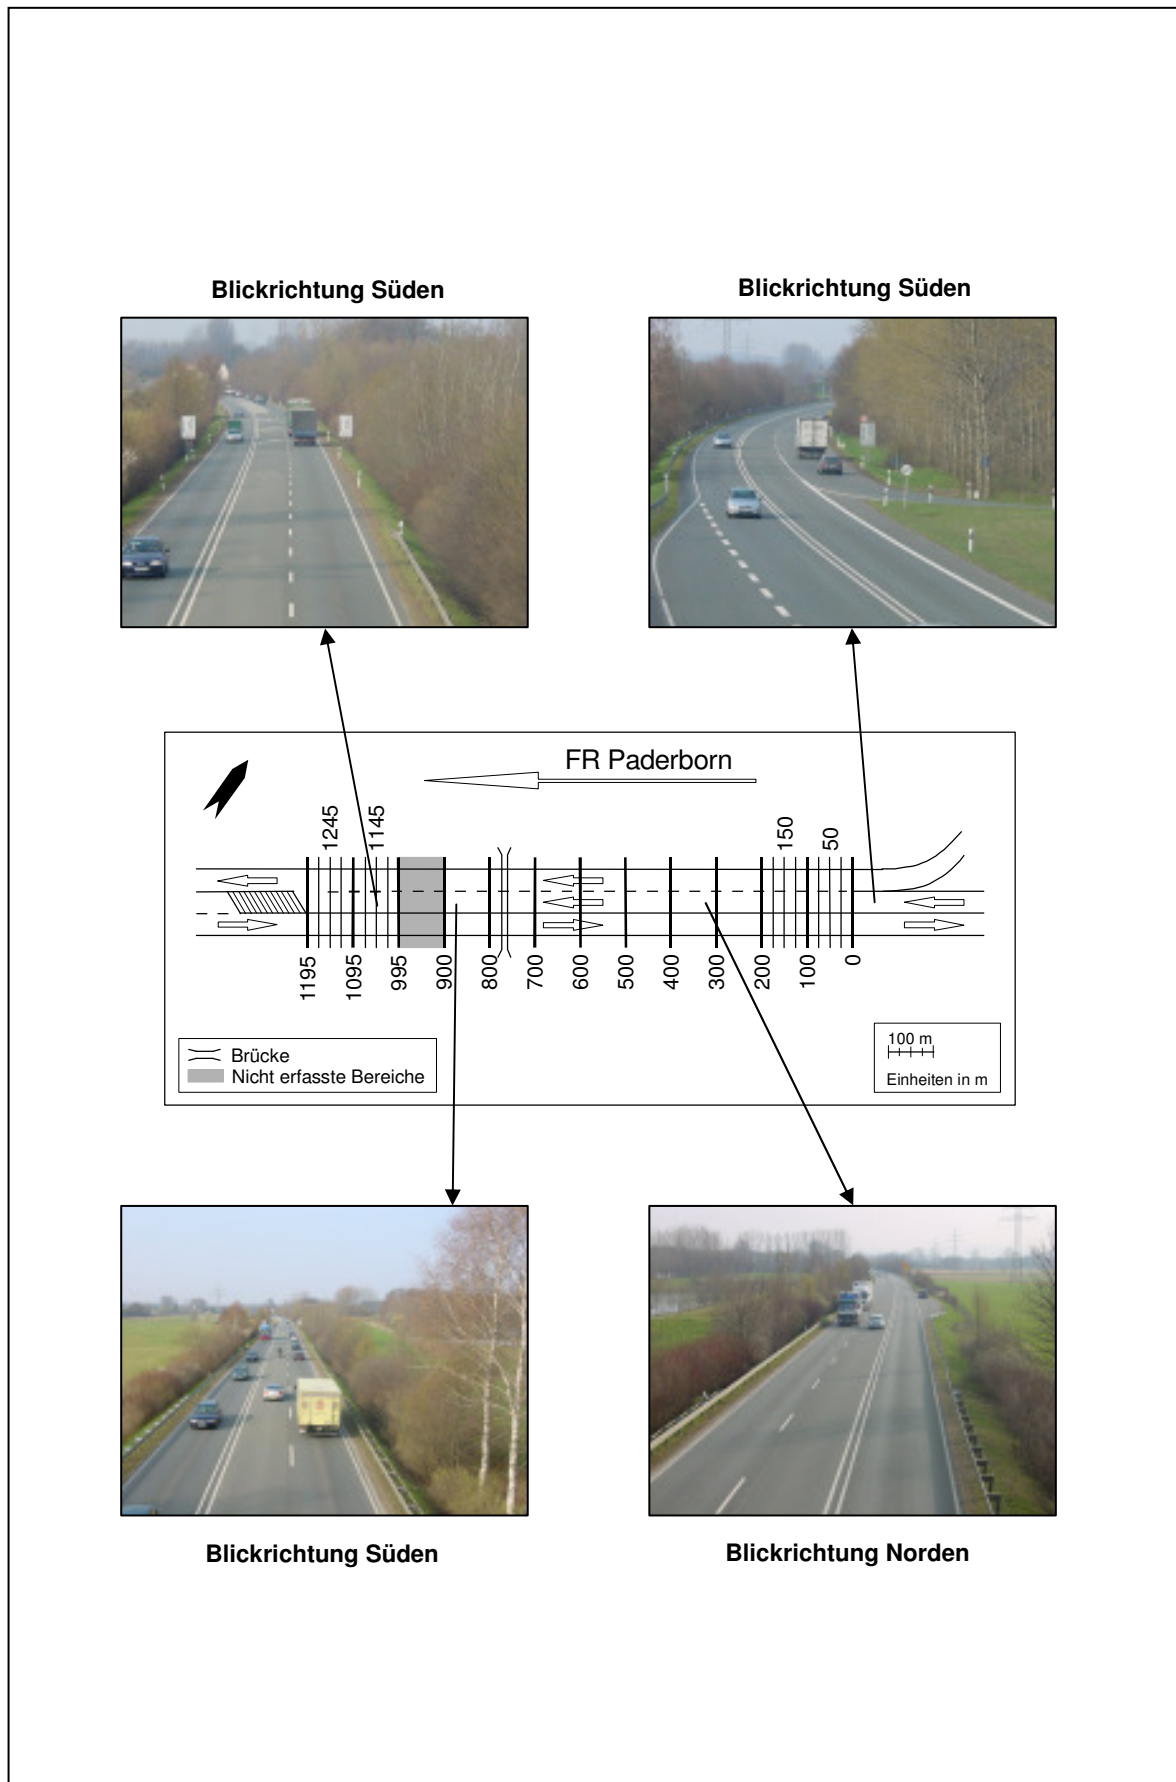 Blickrichtung Süden
Blickrichtung Süden
FR Paderborn
1245
1145
150
50
1195
1095
995
900
800
700
600
500
400
300
200
100
0
Brücke
Nicht erfasste Bereiche
100 m
Einheiten in m
Blickrichtung Süden
Blickrichtung Norden